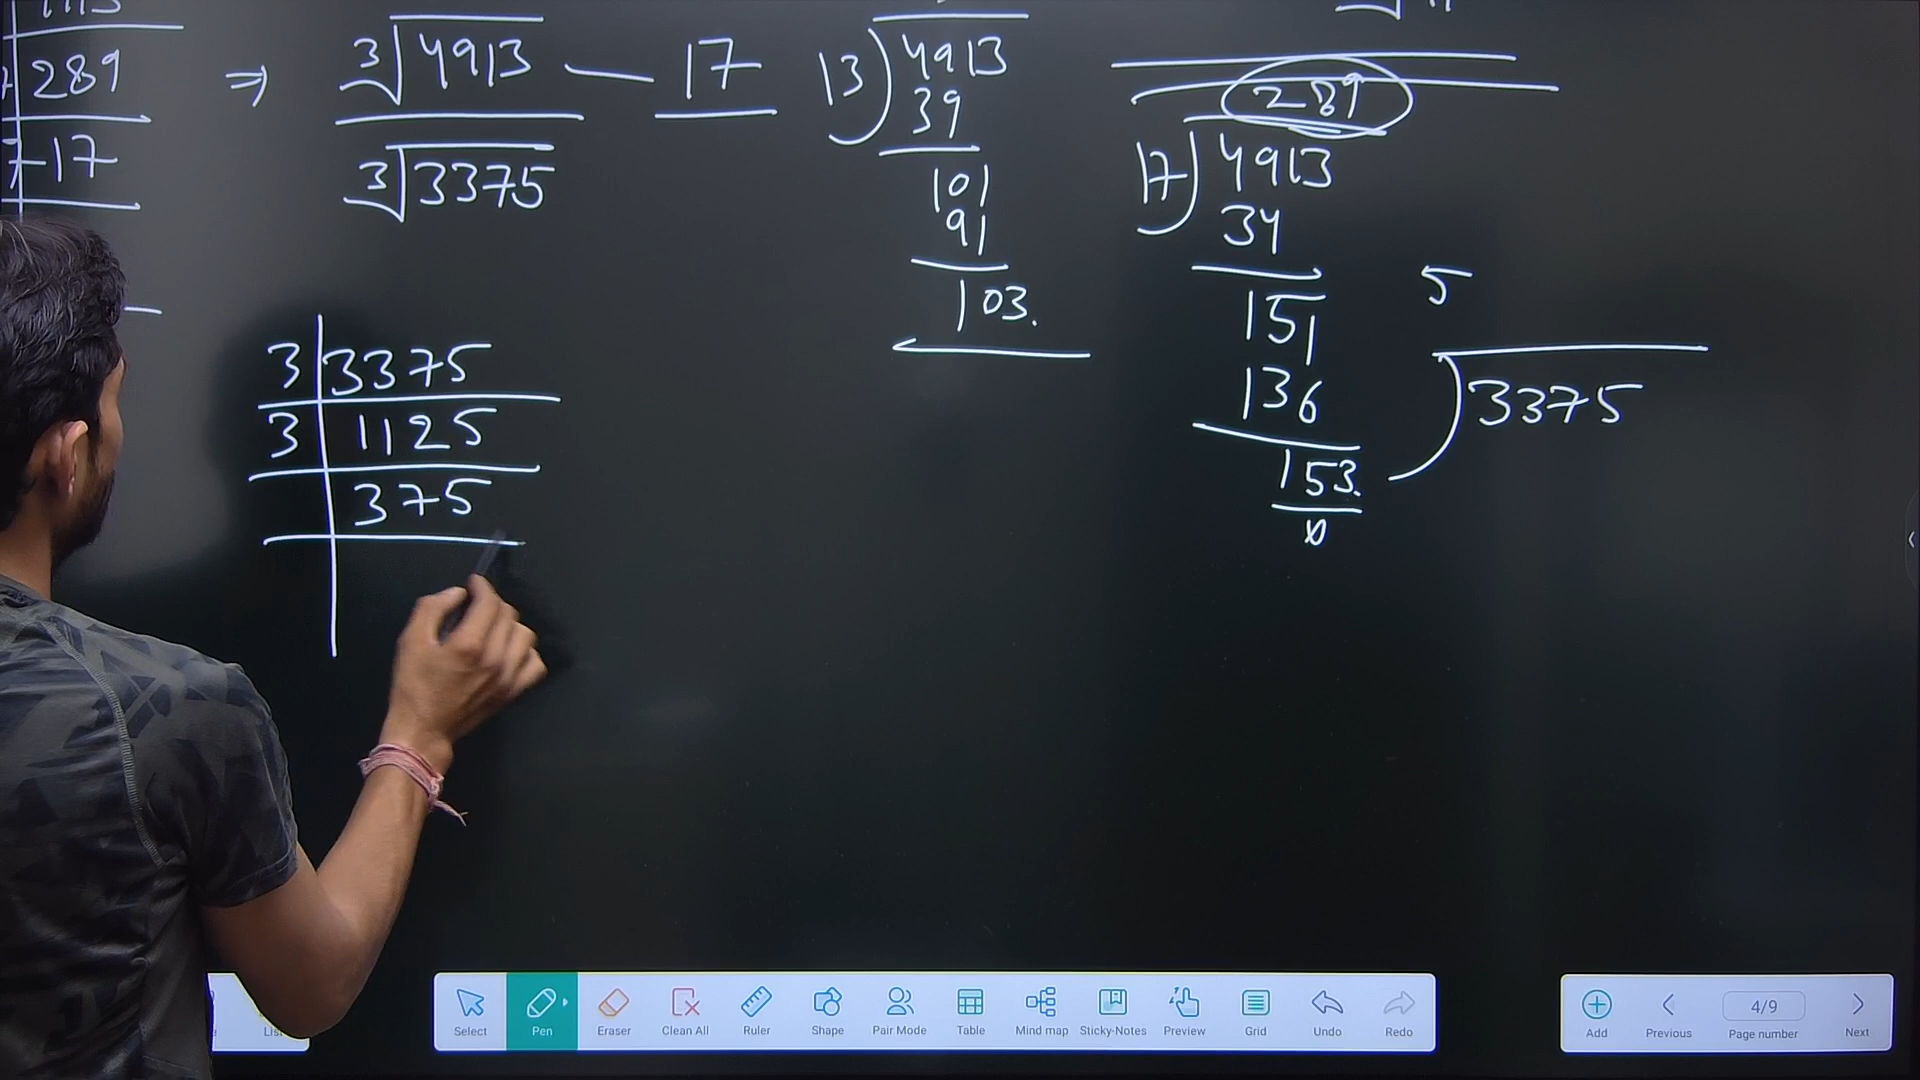 289
17
⇒ ∛4913 — 17
∛3375
13)4913
39
101
91
103.
289
17)4913
34
151
136
153.
0
5
)3375
3|3375
3|1125
375
Select
Pen
Eraser
Clean All
Ruler
Shape
Pair Mode
Table
Mind map
Sticky-Notes
Preview
Grid
Undo
Redo
Add
Previous
4/9
Page number
Next